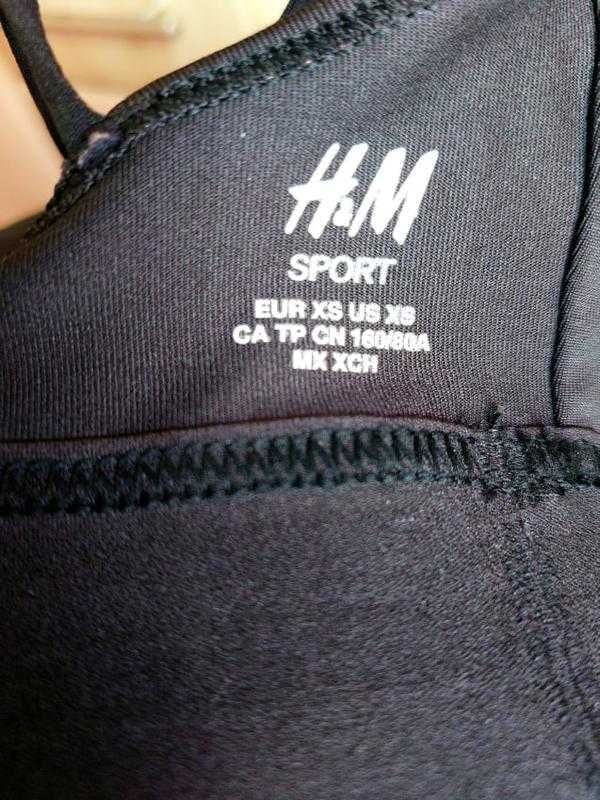 H&M
SPORT
EUR XS US XS
CA TP CN 160/80A
MX XCH